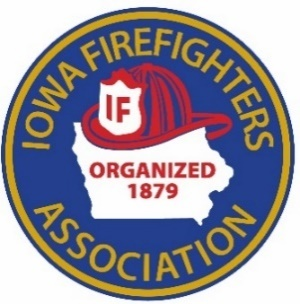 IOWA FIREFIGHTERS
IF
ORGANIZED
1879
ASSOCIATION